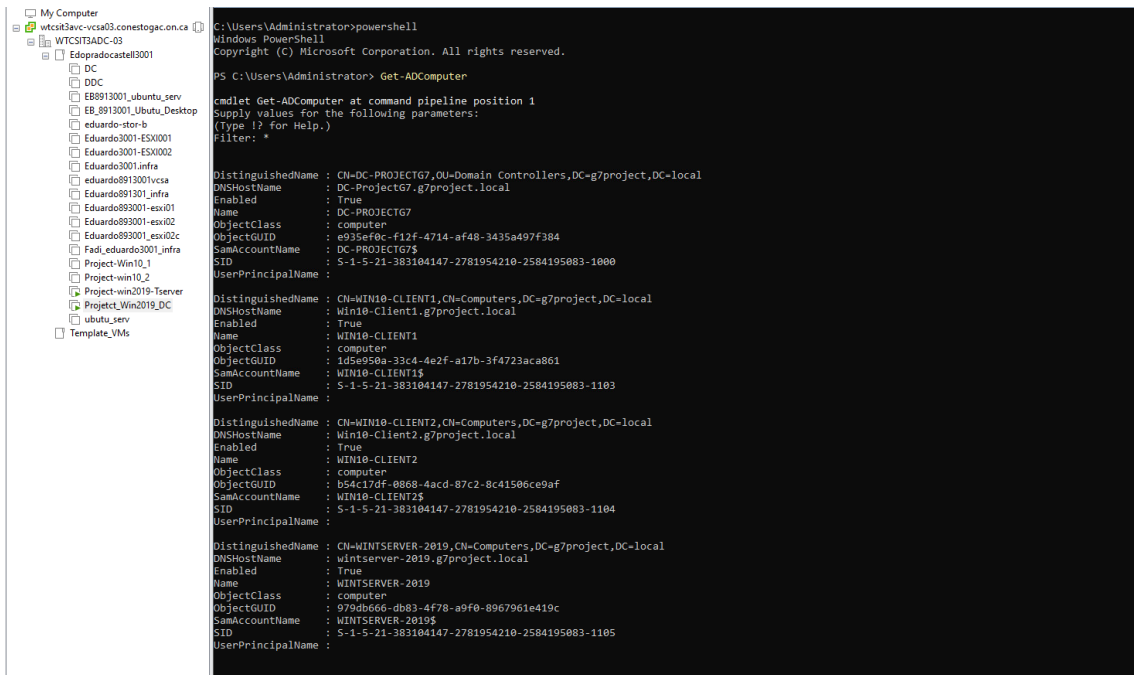 My Computer
wtcsit3avc-vcsa03.conestogac.on.ca
WTCSIT3ADC-03
Edopradocastell3001
DC
DDC
EB8913001_ubuntu_serv
EB_8913001_Ubutu_Desktop
eduardo-stor-b
Eduardo3001-ESXI001
Eduardo3001-ESXI002
Eduardo3001.infra
eduardo8913001vcsa
Eduardo891301_infra
Eduardo893001-esxi01
Eduardo893001-esxi02
Eduardo893001_esxi02c
Fadi_eduardo3001_infra
Project-Win10_1
Project-win10_2
Project-win2019-Tserver
Projetct_Win2019_DC
ubutu_serv
Template_VMs
C:\Users\Administrator>powershell
Windows PowerShell
Copyright (C) Microsoft Corporation. All rights reserved.
PS C:\Users\Administrator> Get-ADComputer
cmdlet Get-ADComputer at command pipeline position 1
Supply values for the following parameters:
(Type !? for Help.)
Filter: *
DistinguishedName : CN=DC-PROJECTG7,OU=Domain Controllers,DC=g7project,DC=local
DNSHostName : DC-ProjectG7.g7project.local
Enabled : True
Name : DC-PROJECTG7
ObjectClass : computer
ObjectGUID : e935ef0c-f12f-4714-af48-3435a497f384
SamAccountName : DC-PROJECTG7$
SID : S-1-5-21-383104147-2781954210-2584195083-1000
UserPrincipalName :
DistinguishedName : CN=WIN10-CLIENT1,CN=Computers,DC=g7project,DC=local
DNSHostName : Win10-Client1.g7project.local
Enabled : True
Name : WIN10-CLIENT1
ObjectClass : computer
ObjectGUID : 1d5e950a-33c4-4e2f-a17b-3f4723aca861
SamAccountName : WIN10-CLIENT1$
SID : S-1-5-21-383104147-2781954210-2584195083-1103
UserPrincipalName :
DistinguishedName : CN=WIN10-CLIENT2,CN=Computers,DC=g7project,DC=local
DNSHostName : Win10-Client2.g7project.local
Enabled : True
Name : WIN10-CLIENT2
ObjectClass : computer
ObjectGUID : b54c17df-0868-4acd-87c2-8c41506ce9af
SamAccountName : WIN10-CLIENT2$
SID : S-1-5-21-383104147-2781954210-2584195083-1104
UserPrincipalName :
DistinguishedName : CN=WINTSERVER-2019,CN=Computers,DC=g7project,DC=local
DNSHostName : wintserver-2019.g7project.local
Enabled : True
Name : WINTSERVER-2019
ObjectClass : computer
ObjectGUID : 979db666-db83-4f78-a9f0-8967961e419c
SamAccountName : WINTSERVER-2019$
SID : S-1-5-21-383104147-2781954210-2584195083-1105
UserPrincipalName :